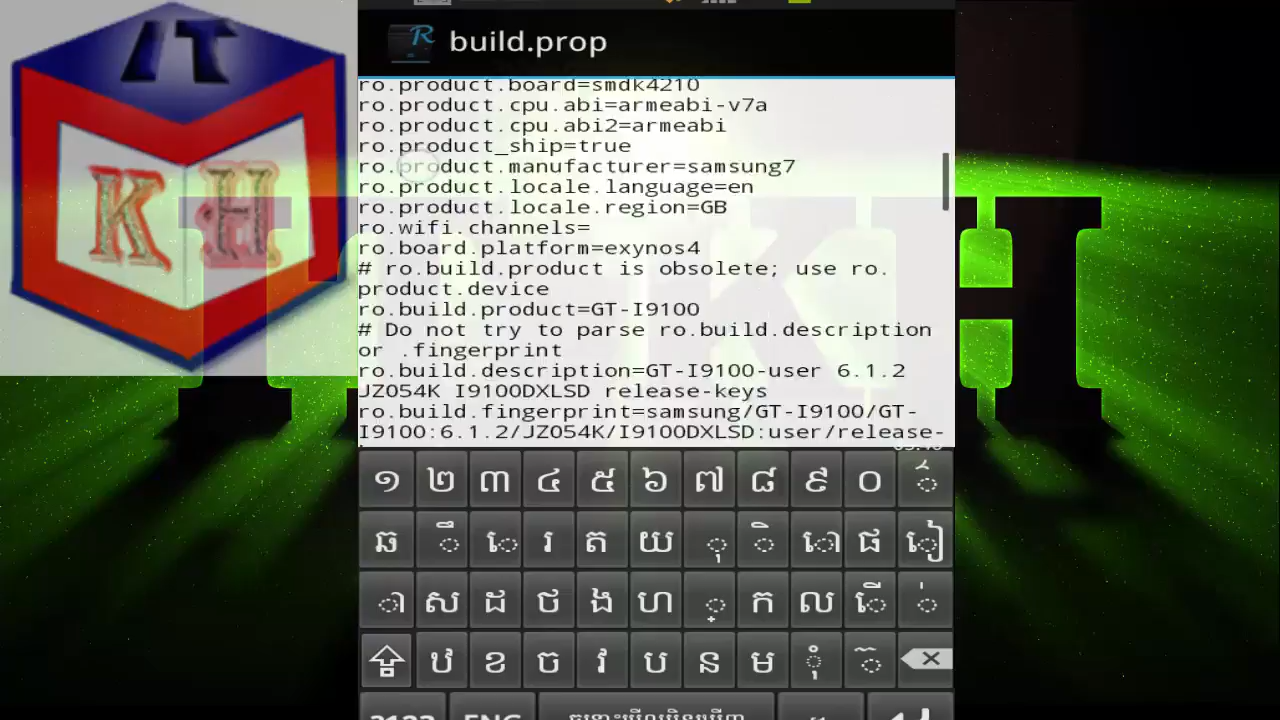 IT
K H
build.prop
ro.product.board=smdk4210
ro.product.cpu.abi=armeabi-v7a
ro.product.cpu.abi2=armeabi
ro.product_ship=true
ro.product.manufacturer=samsung7
ro.product.locale.language=en
ro.product.locale.region=GB
ro.wifi.channels=
ro.board.platform=exynos4
# ro.build.product is obsolete; use ro.
product.device
ro.build.product=GT-I9100
# Do not try to parse ro.build.description
or .fingerprint
ro.build.description=GT-I9100-user 6.1.2
JZO54K I9100DXLSD release-keys
ro.build.fingerprint=samsung/GT-I9100/GT-
I9100:6.1.2/JZO54K/I9100DXLSD:user/release-
១ ២ ៣ ៤ ៥ ៦ ៧ ៨ ៩ ០ ៌
ឆ ឹ េ រ ត យ ុ ិ ោ ផ ៀ
ា ស ដ ថ ង ហ ្ ក ល ើ ់
ឋ ខ ច វ ប ន ម ុំ ៉
ENG